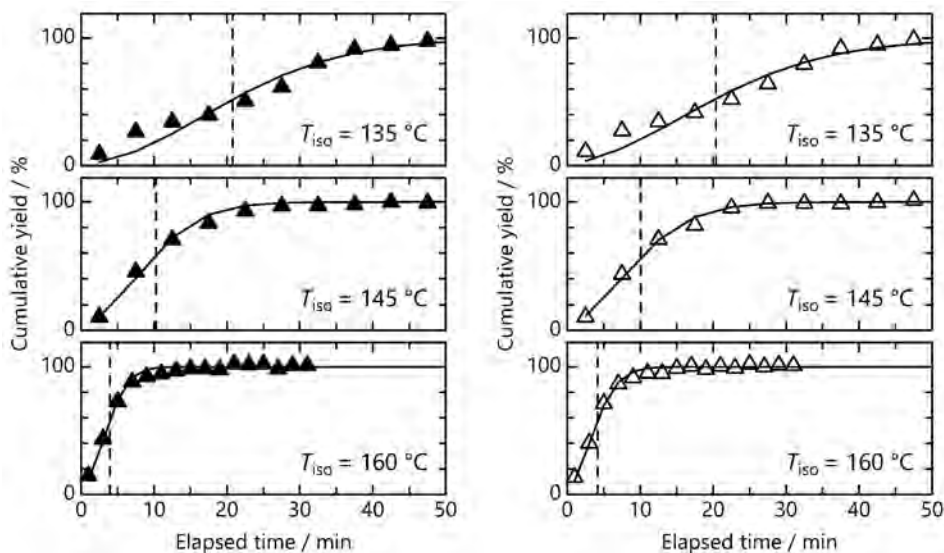 100
0
T_iso = 135 °C
100
0
T_iso = 145 °C
100
0
T_iso = 160 °C
0 10 20 30 40 50
Elapsed time / min
Cumulative yield / %
100
0
T_iso = 135 °C
100
0
T_iso = 145 °C
100
0
T_iso = 160 °C
0 10 20 30 40 50
Elapsed time / min
Cumulative yield / %